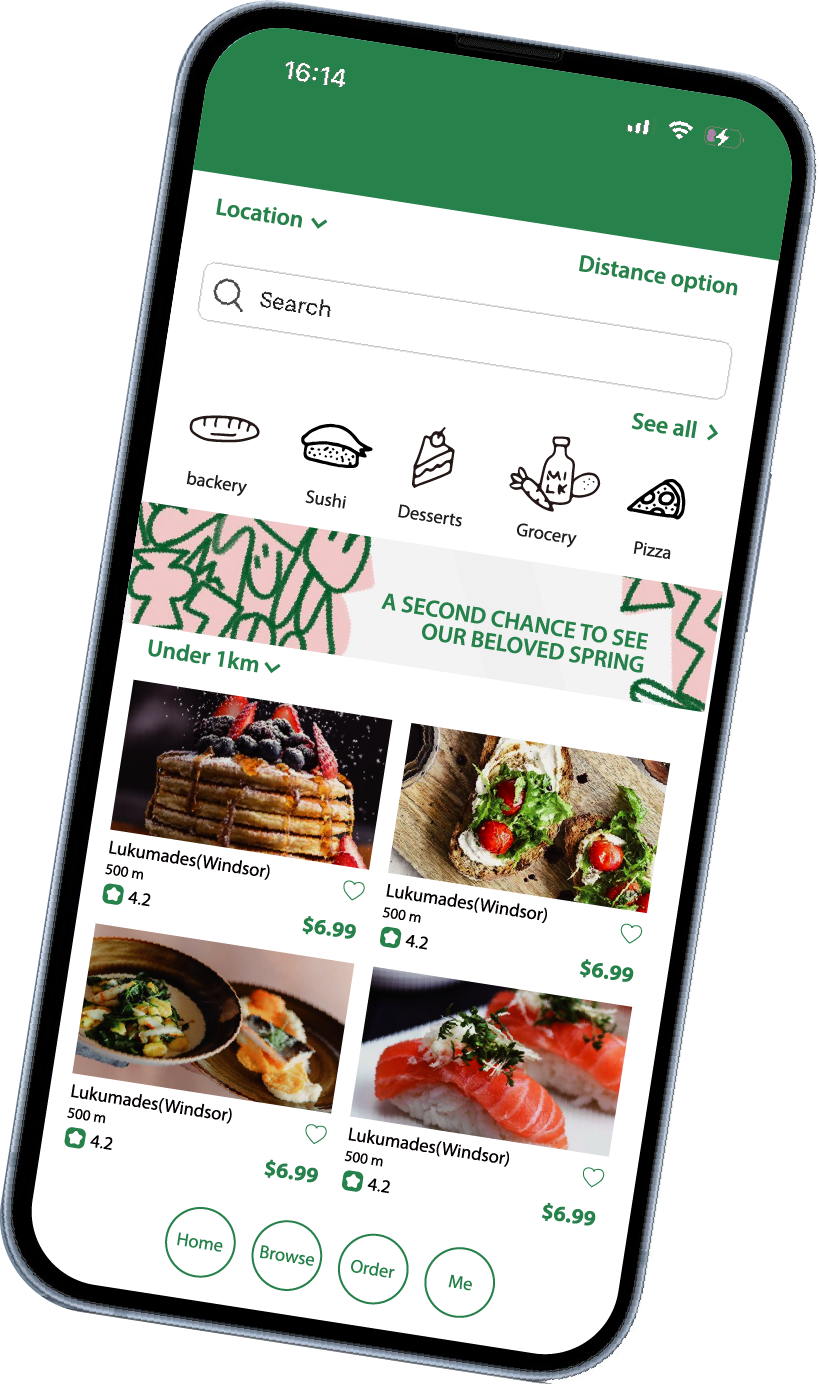 16:14
Location
Distance option
Search
See all
backery
Sushi
Desserts
MI
LK
Grocery
Pizza
A SECOND CHANCE TO SEE
OUR BELOVED SPRING
Under 1km
Lukumades(Windsor)
500 m
4.2
$6.99
Lukumades(Windsor)
500 m
4.2
$6.99
Lukumades(Windsor)
500 m
4.2
$6.99
Lukumades(Windsor)
500 m
4.2
$6.99
Home
Browse
Order
Me